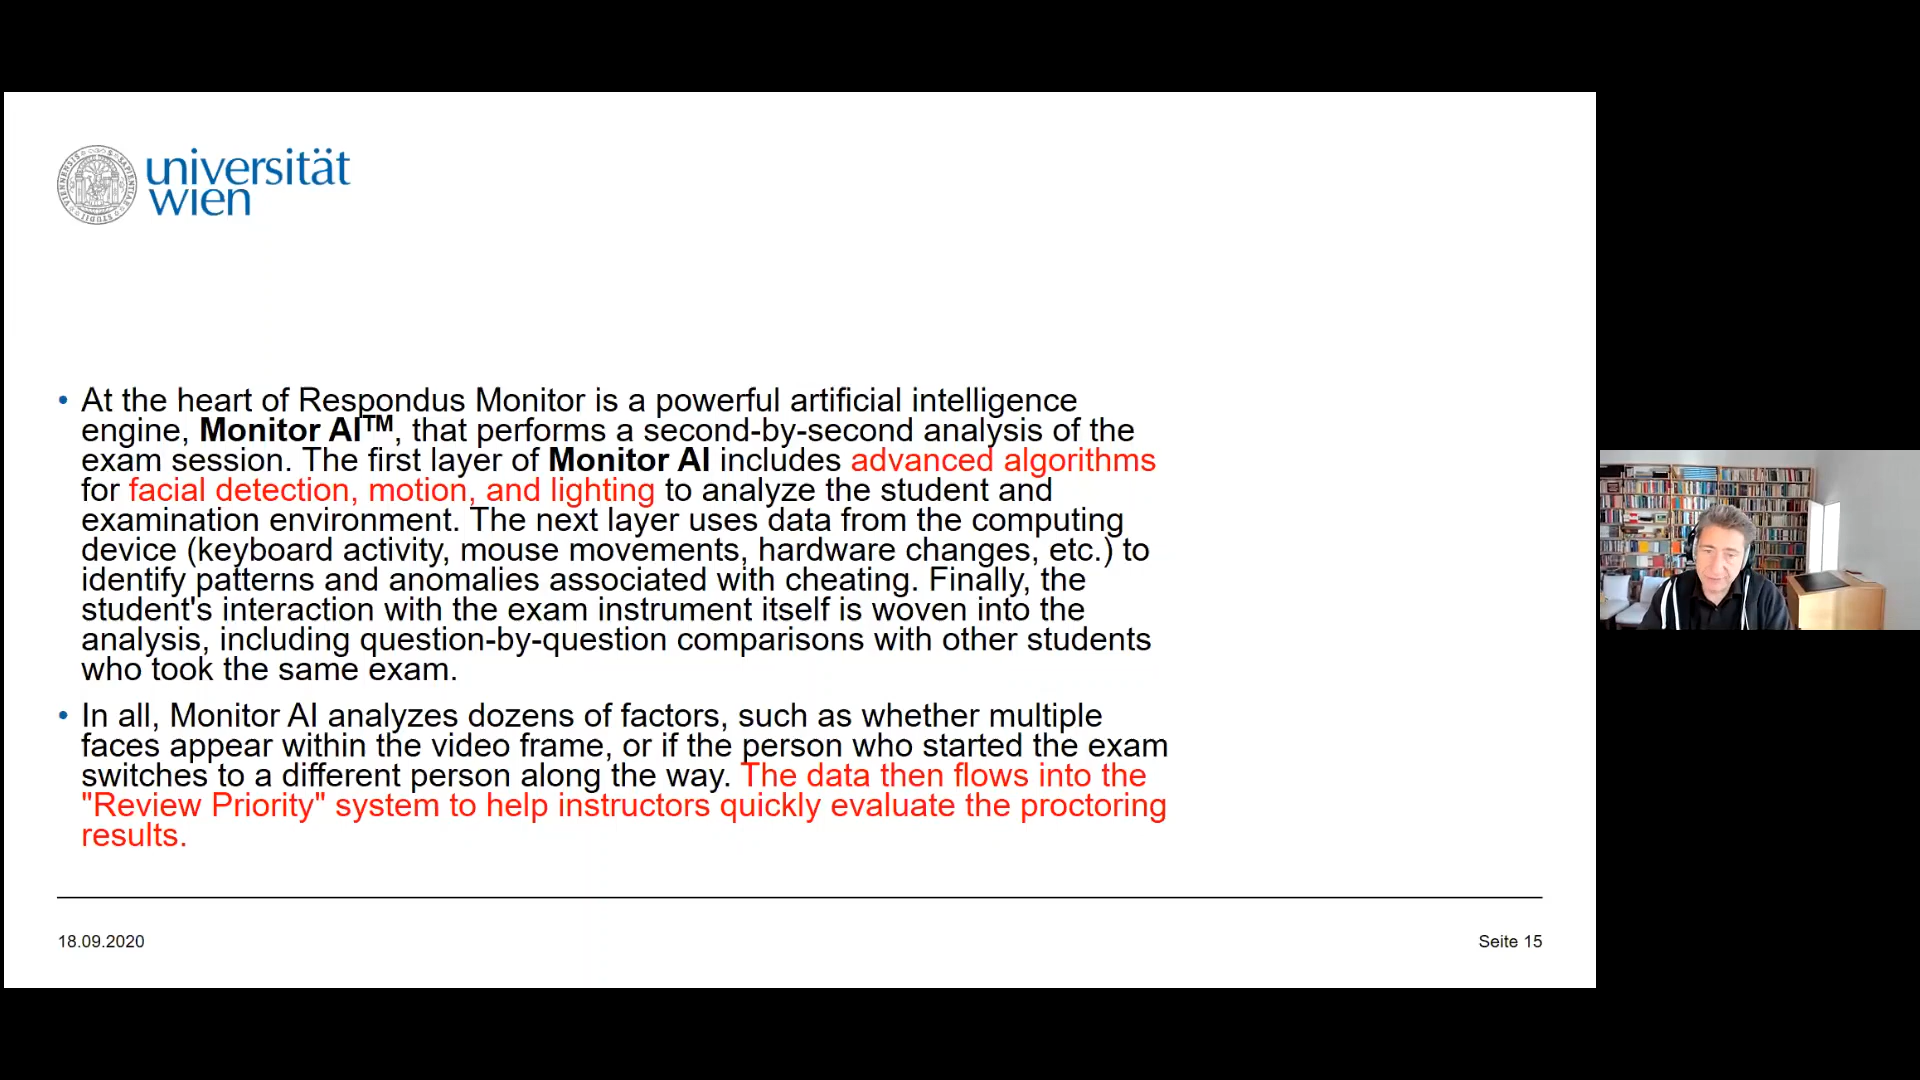 universität
wien
• At the heart of Respondus Monitor is a powerful artificial intelligence
engine, Monitor AI™, that performs a second-by-second analysis of the
exam session. The first layer of Monitor AI includes advanced algorithms
for facial detection, motion, and lighting to analyze the student and
examination environment. The next layer uses data from the computing
device (keyboard activity, mouse movements, hardware changes, etc.) to
identify patterns and anomalies associated with cheating. Finally, the
student's interaction with the exam instrument itself is woven into the
analysis, including question-by-question comparisons with other students
who took the same exam.
• In all, Monitor AI analyzes dozens of factors, such as whether multiple
faces appear within the video frame, or if the person who started the exam
switches to a different person along the way. The data then flows into the
"Review Priority" system to help instructors quickly evaluate the proctoring
results.
18.09.2020
Seite 15